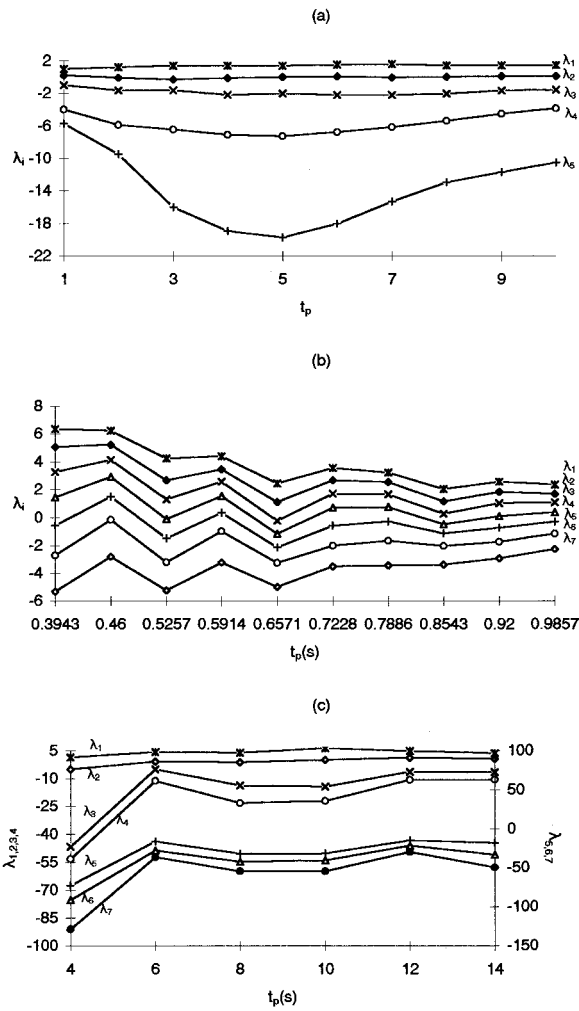 (a)
2
-2
-6
-10
-14
-18
-22
λi
λ1
λ2
λ3
λ4
λ5
1 3 5 7 9
tp
(b)
8
6
4
2
0
-2
-4
-6
λi
λ1
λ2
λ3
λ4
λ5
λ6
λ7
0.3943 0.46 0.5257 0.5914 0.6571 0.7228 0.7886 0.8543 0.92 0.9857
tp(s)
(c)
5
-10
-25
-40
-55
-70
-85
-100
λ1,2,3,4
λ1
λ2
λ3
λ4
λ5
λ6
λ7
100
50
0
-50
-100
-150
λ5,6,7
4 6 8 10 12 14
tp(s)